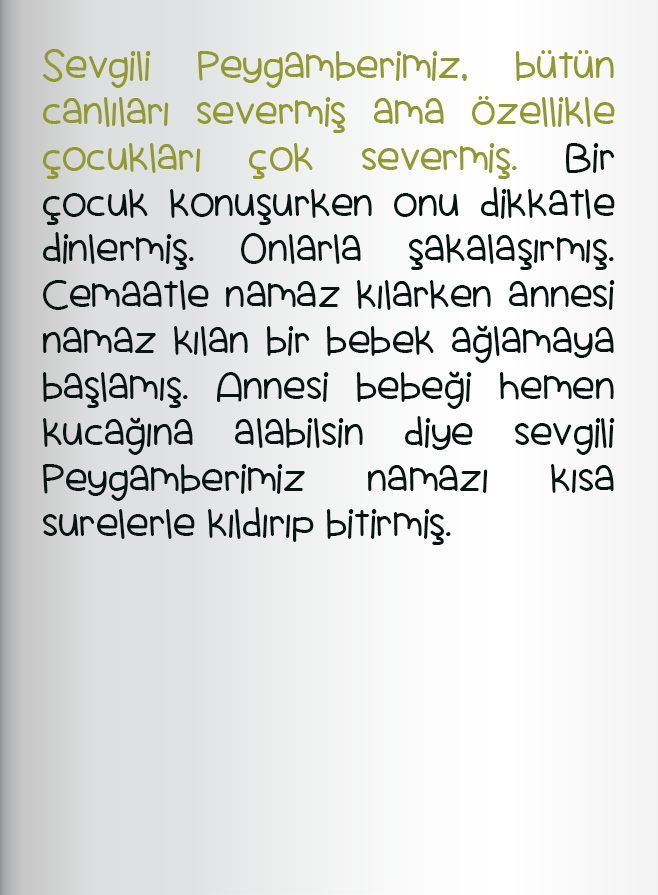 Sevgili Peygamberimiz, bütün
canlıları severmiş ama özellikle
çocukları çok severmiş. Bir
çocuk konuşurken onu dikkatle
dinlermiş. Onlarla şakalaşırmış.
Cemaatle namaz kılarken annesi
namaz kılan bir bebek ağlamaya
başlamış. Annesi bebeği hemen
kucağına alabilsin diye sevgili
Peygamberimiz namazı kısa
surelerle kıldırıp bitirmiş.